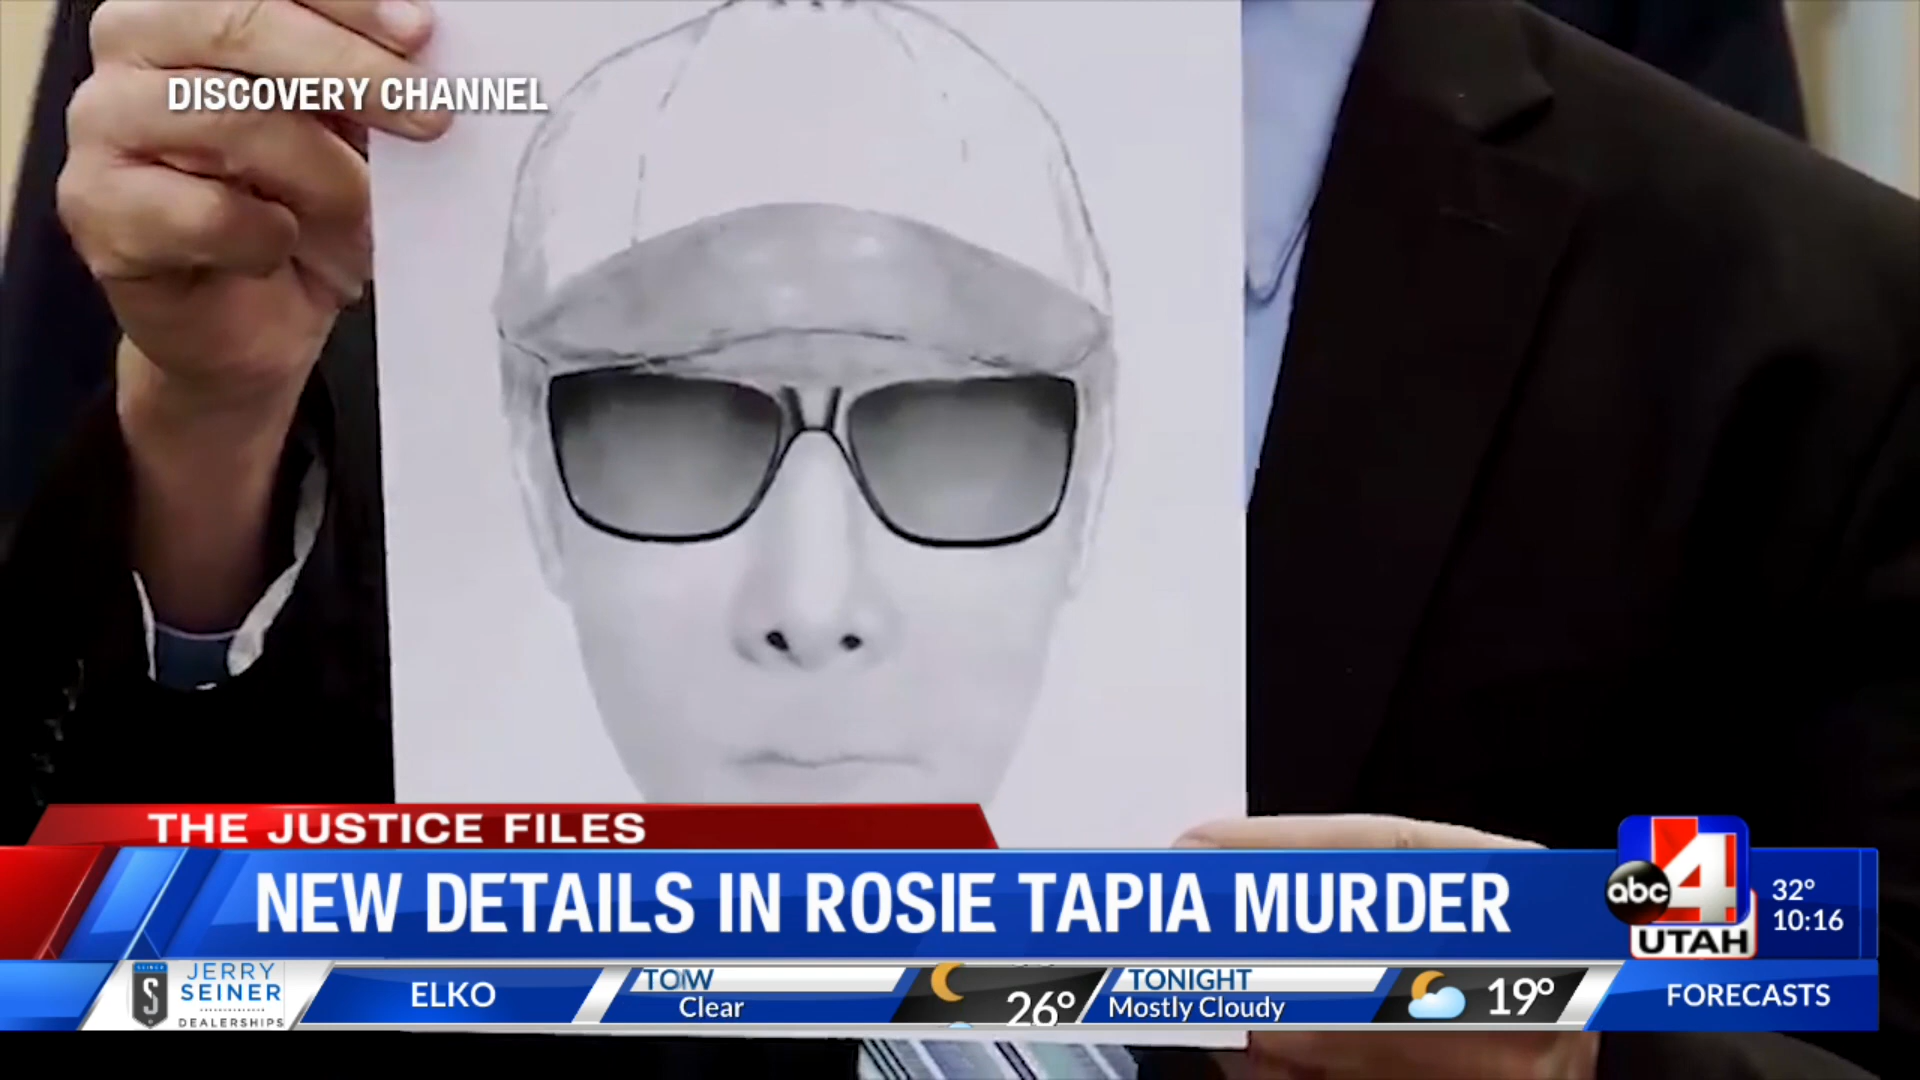 DISCOVERY CHANNEL
THE JUSTICE FILES
NEW DETAILS IN ROSIE TAPIA MURDER
abc 4
UTAH
32°
10:16
SEINER
S
JERRY
SEINER
DEALERSHIPS
ELKO
Clear
26°
TONIGHT
Mostly Cloudy
19°
FORECASTS